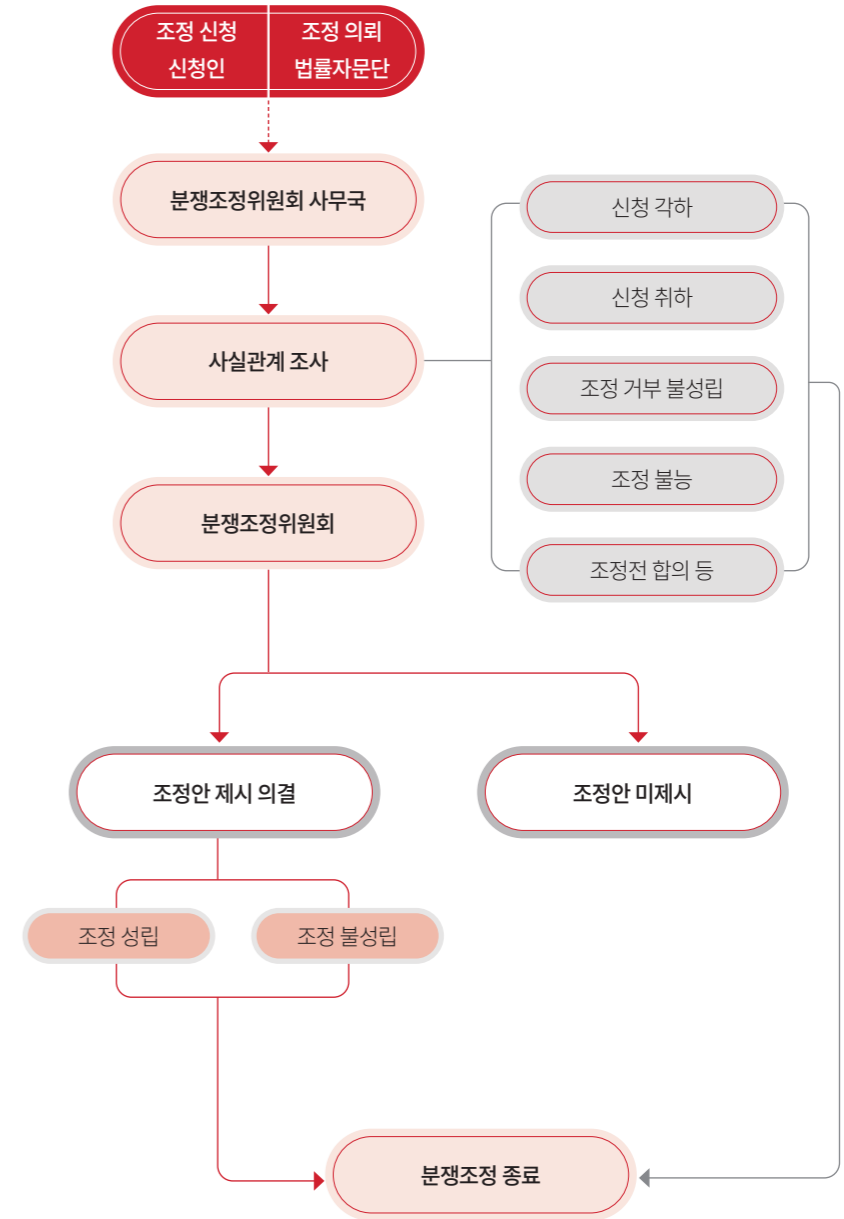 조정 신청
신청인
조정 의뢰
법률자문단
분쟁조정위원회 사무국
사실관계 조사
분쟁조정위원회
신청 각하
신청 취하
조정 거부 불성립
조정 불능
조정전 합의 등
조정안 제시 의결
조정안 미제시
조정 성립
조정 불성립
분쟁조정 종료